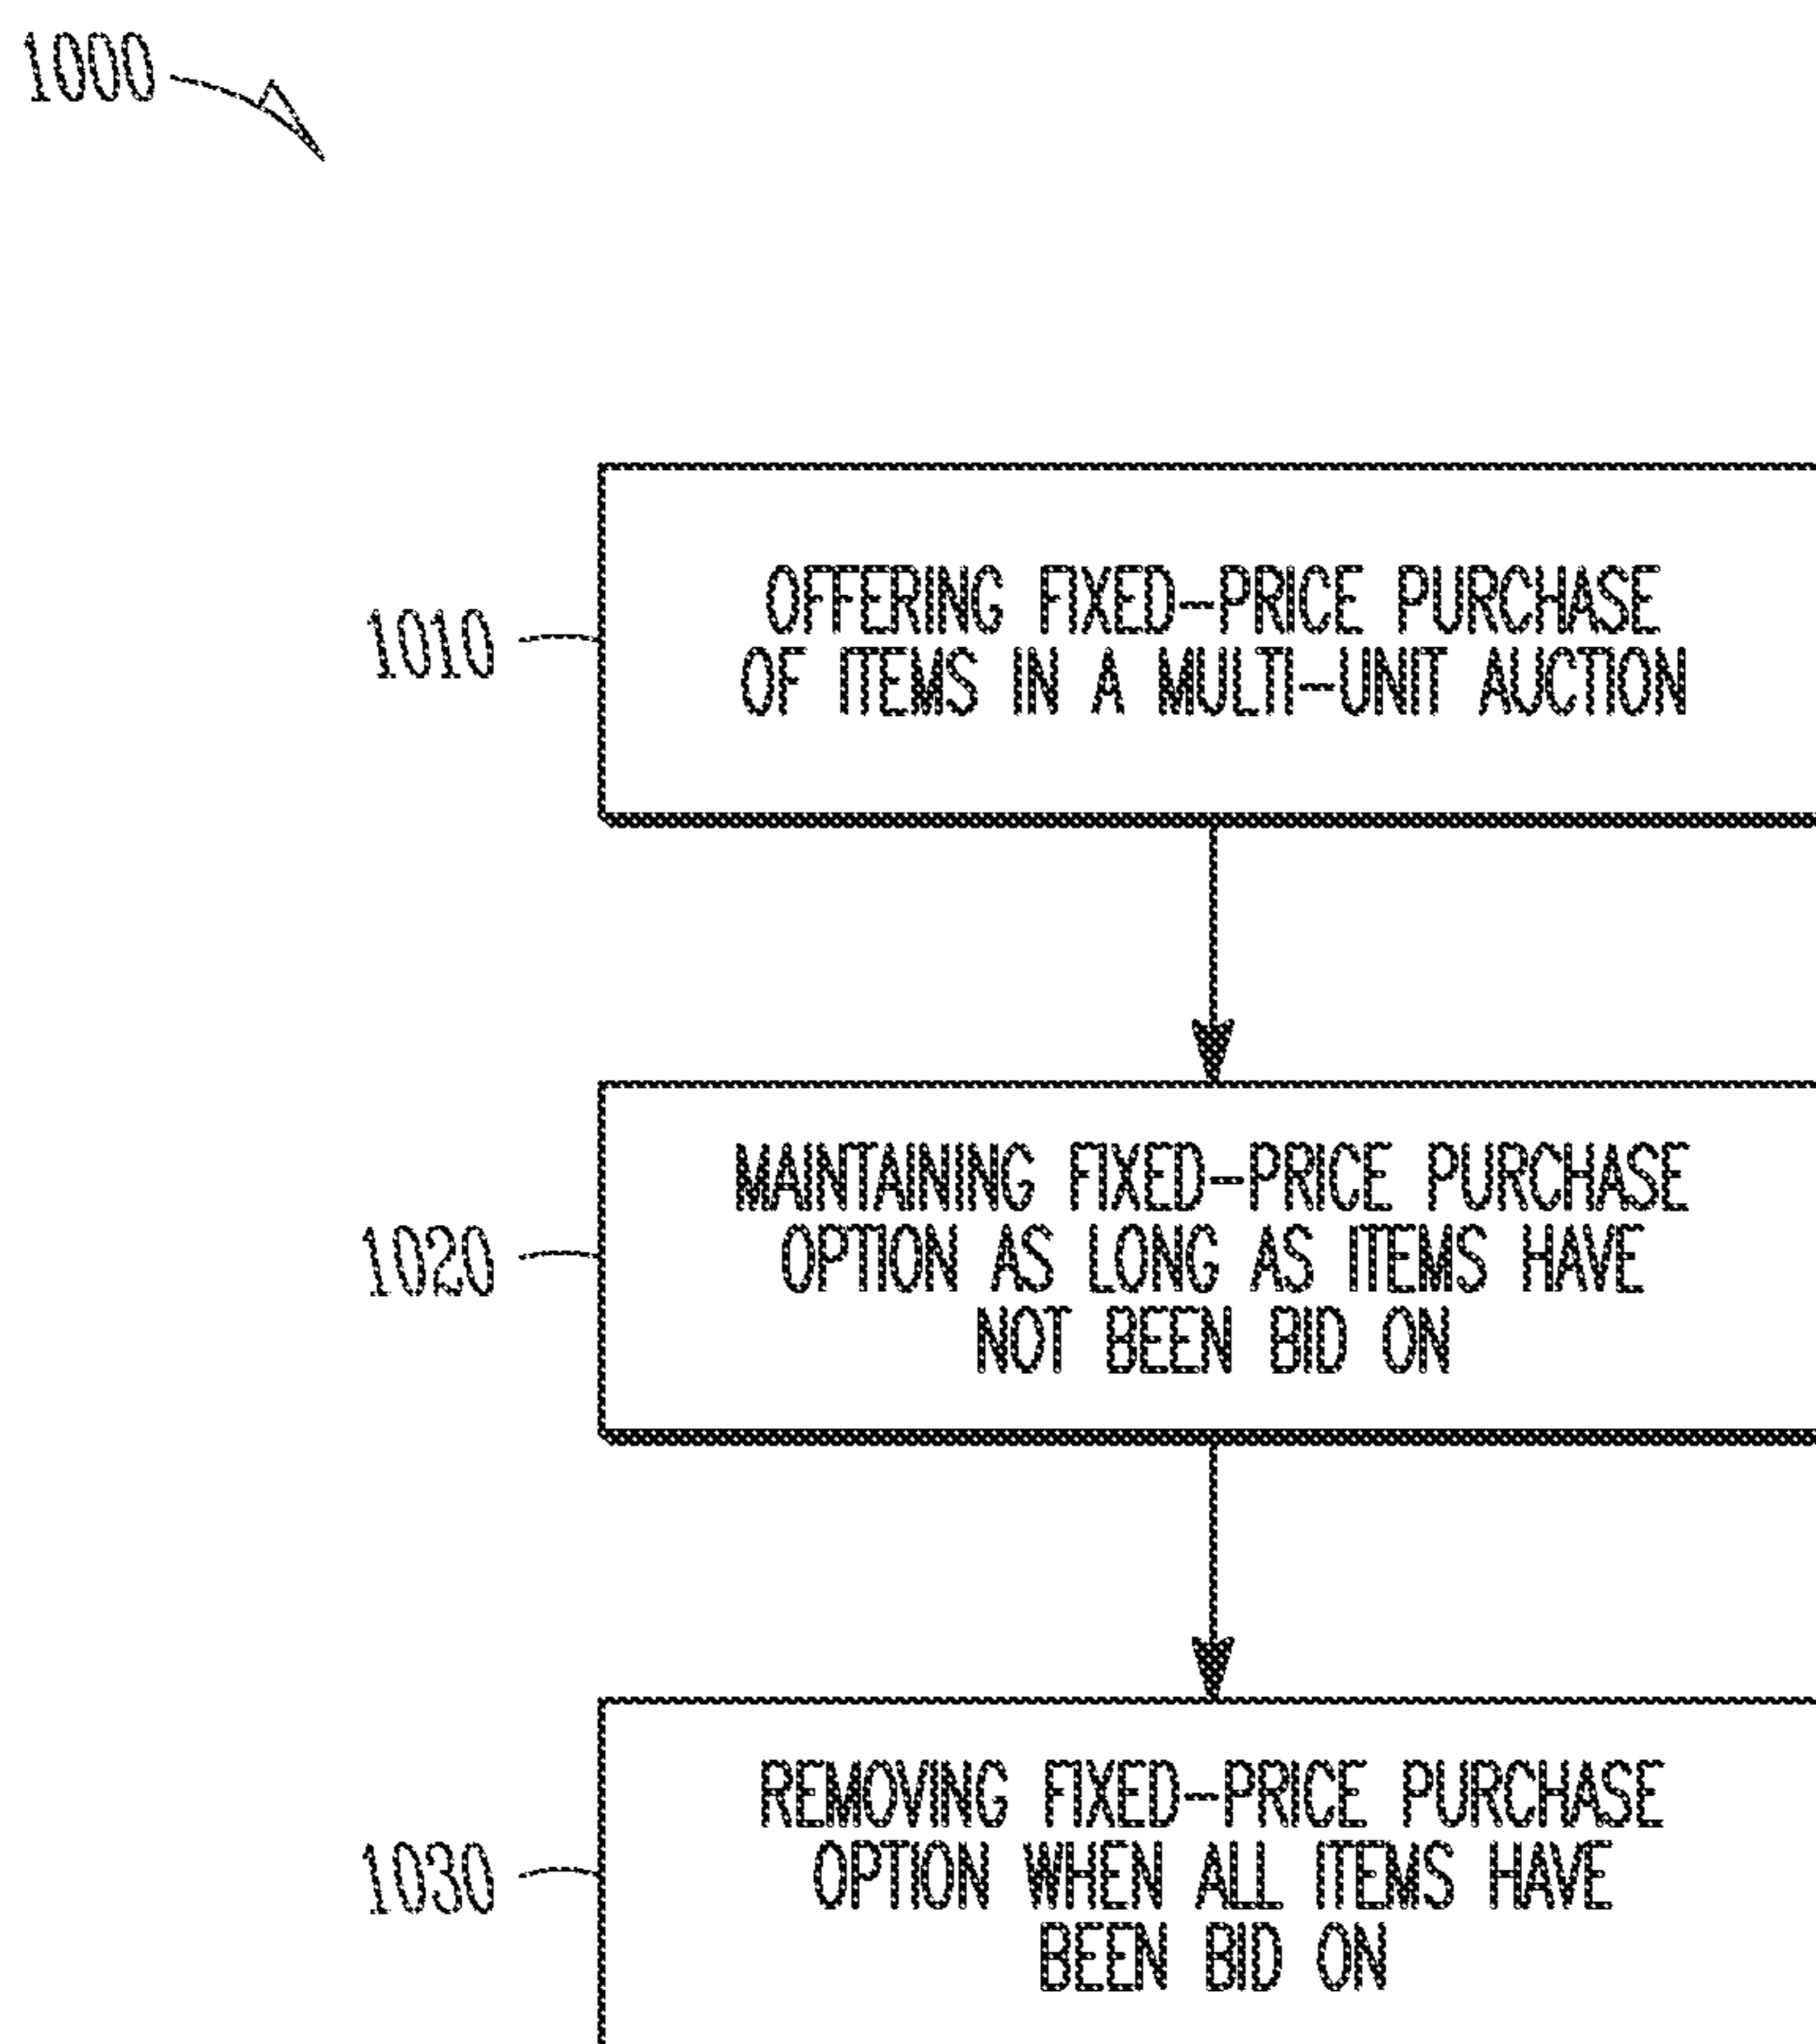 1000
1010
OFFERING FIXED-PRICE PURCHASE
OF ITEMS IN A MULTI-UNIT AUCTION
1020
MAINTAINING FIXED-PRICE PURCHASE
OPTION AS LONG AS ITEMS HAVE
NOT BEEN BID ON
1030
REMOVING FIXED-PRICE PURCHASE
OPTION WHEN ALL ITEMS HAVE
BEEN BID ON